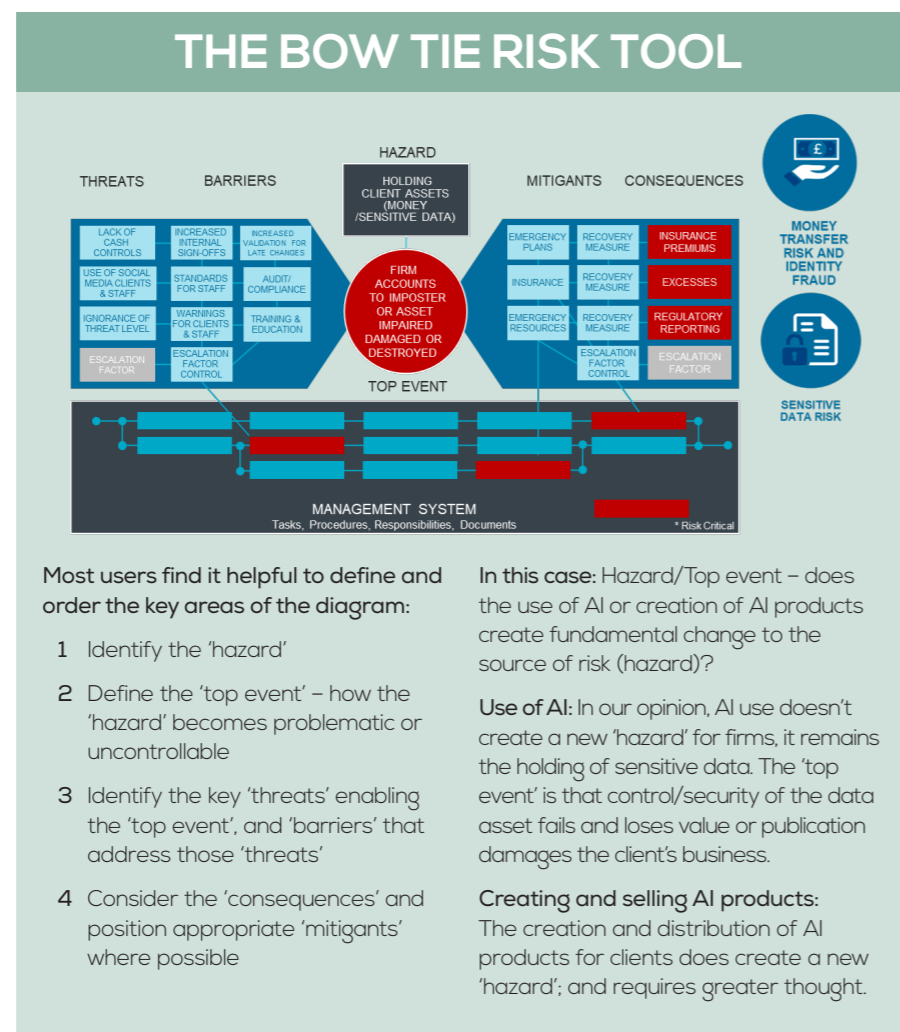 THE BOW TIE RISK TOOL
HAZARD
THREATS
BARRIERS
HOLDING
CLIENT ASSETS
(MONEY
/SENSITIVE DATA)
MITIGANTS
CONSEQUENCES
LACK OF
CASH
CONTROLS
INCREASED
INTERNAL
SIGN-OFFS
INCREASED
VALIDATION FOR
LATE CHANGES
USE OF SOCIAL
MEDIA CLIENTS
& STAFF
STANDARDS
FOR STAFF
AUDIT/
COMPLIANCE
IGNORANCE OF
THREAT LEVEL
WARNINGS
FOR CLIENTS
& STAFF
TRAINING &
EDUCATION
ESCALATION
FACTOR
ESCALATION
FACTOR
CONTROL
FIRM
ACCOUNTS
TO IMPOSTER
OR ASSET
IMPAIRED
DAMAGED OR
DESTROYED
TOP EVENT
EMERGENCY
PLANS
RECOVERY
MEASURE
INSURANCE
PREMIUMS
INSURANCE
RECOVERY
MEASURE
EXCESSES
EMERGENCY
RESOURCES
RECOVERY
MEASURE
REGULATORY
REPORTING
ESCALATION
FACTOR
CONTROL
ESCALATION
FACTOR
£
MONEY
TRANSFER
RISK AND
IDENTITY
FRAUD
SENSITIVE
DATA RISK
MANAGEMENT SYSTEM
Tasks, Procedures, Responsibilities, Documents
* Risk Critical
Most users find it helpful to define and
order the key areas of the diagram:
1 Identify the ‘hazard’
2 Define the ‘top event’ – how the
‘hazard’ becomes problematic or
uncontrollable
3 Identify the key ‘threats’ enabling
the ‘top event’, and ‘barriers’ that
address those ‘threats’
4 Consider the ‘consequences’ and
position appropriate ‘mitigants’
where possible
In this case: Hazard/Top event – does
the use of AI or creation of AI products
create fundamental change to the
source of risk (hazard)?
Use of AI: In our opinion, AI use doesn’t
create a new ‘hazard’ for firms, it remains
the holding of sensitive data. The ‘top
event’ is that control/security of the data
asset fails and loses value or publication
damages the client’s business.
Creating and selling AI products:
The creation and distribution of AI
products for clients does create a new
‘hazard’; and requires greater thought.